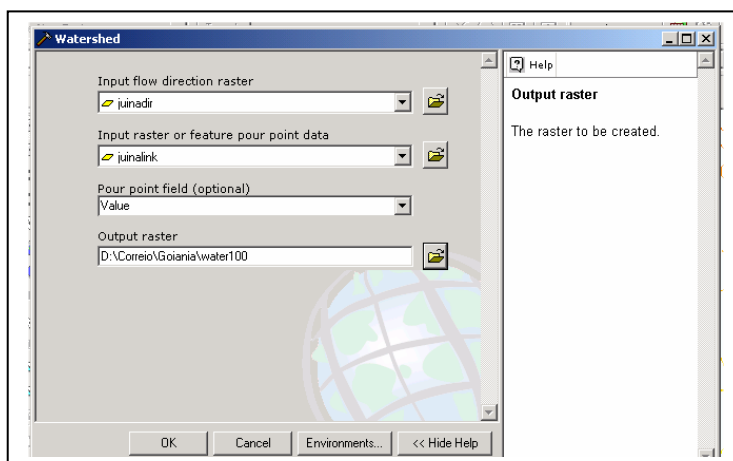 Watershed
Input flow direction raster
juinadir
Input raster or feature pour point data
juinalink
Pour point field (optional)
Value
Output raster
D:\Correio\Goiania\water100
OK
Cancel
Environments...
<< Hide Help
Help
Output raster
The raster to be created.